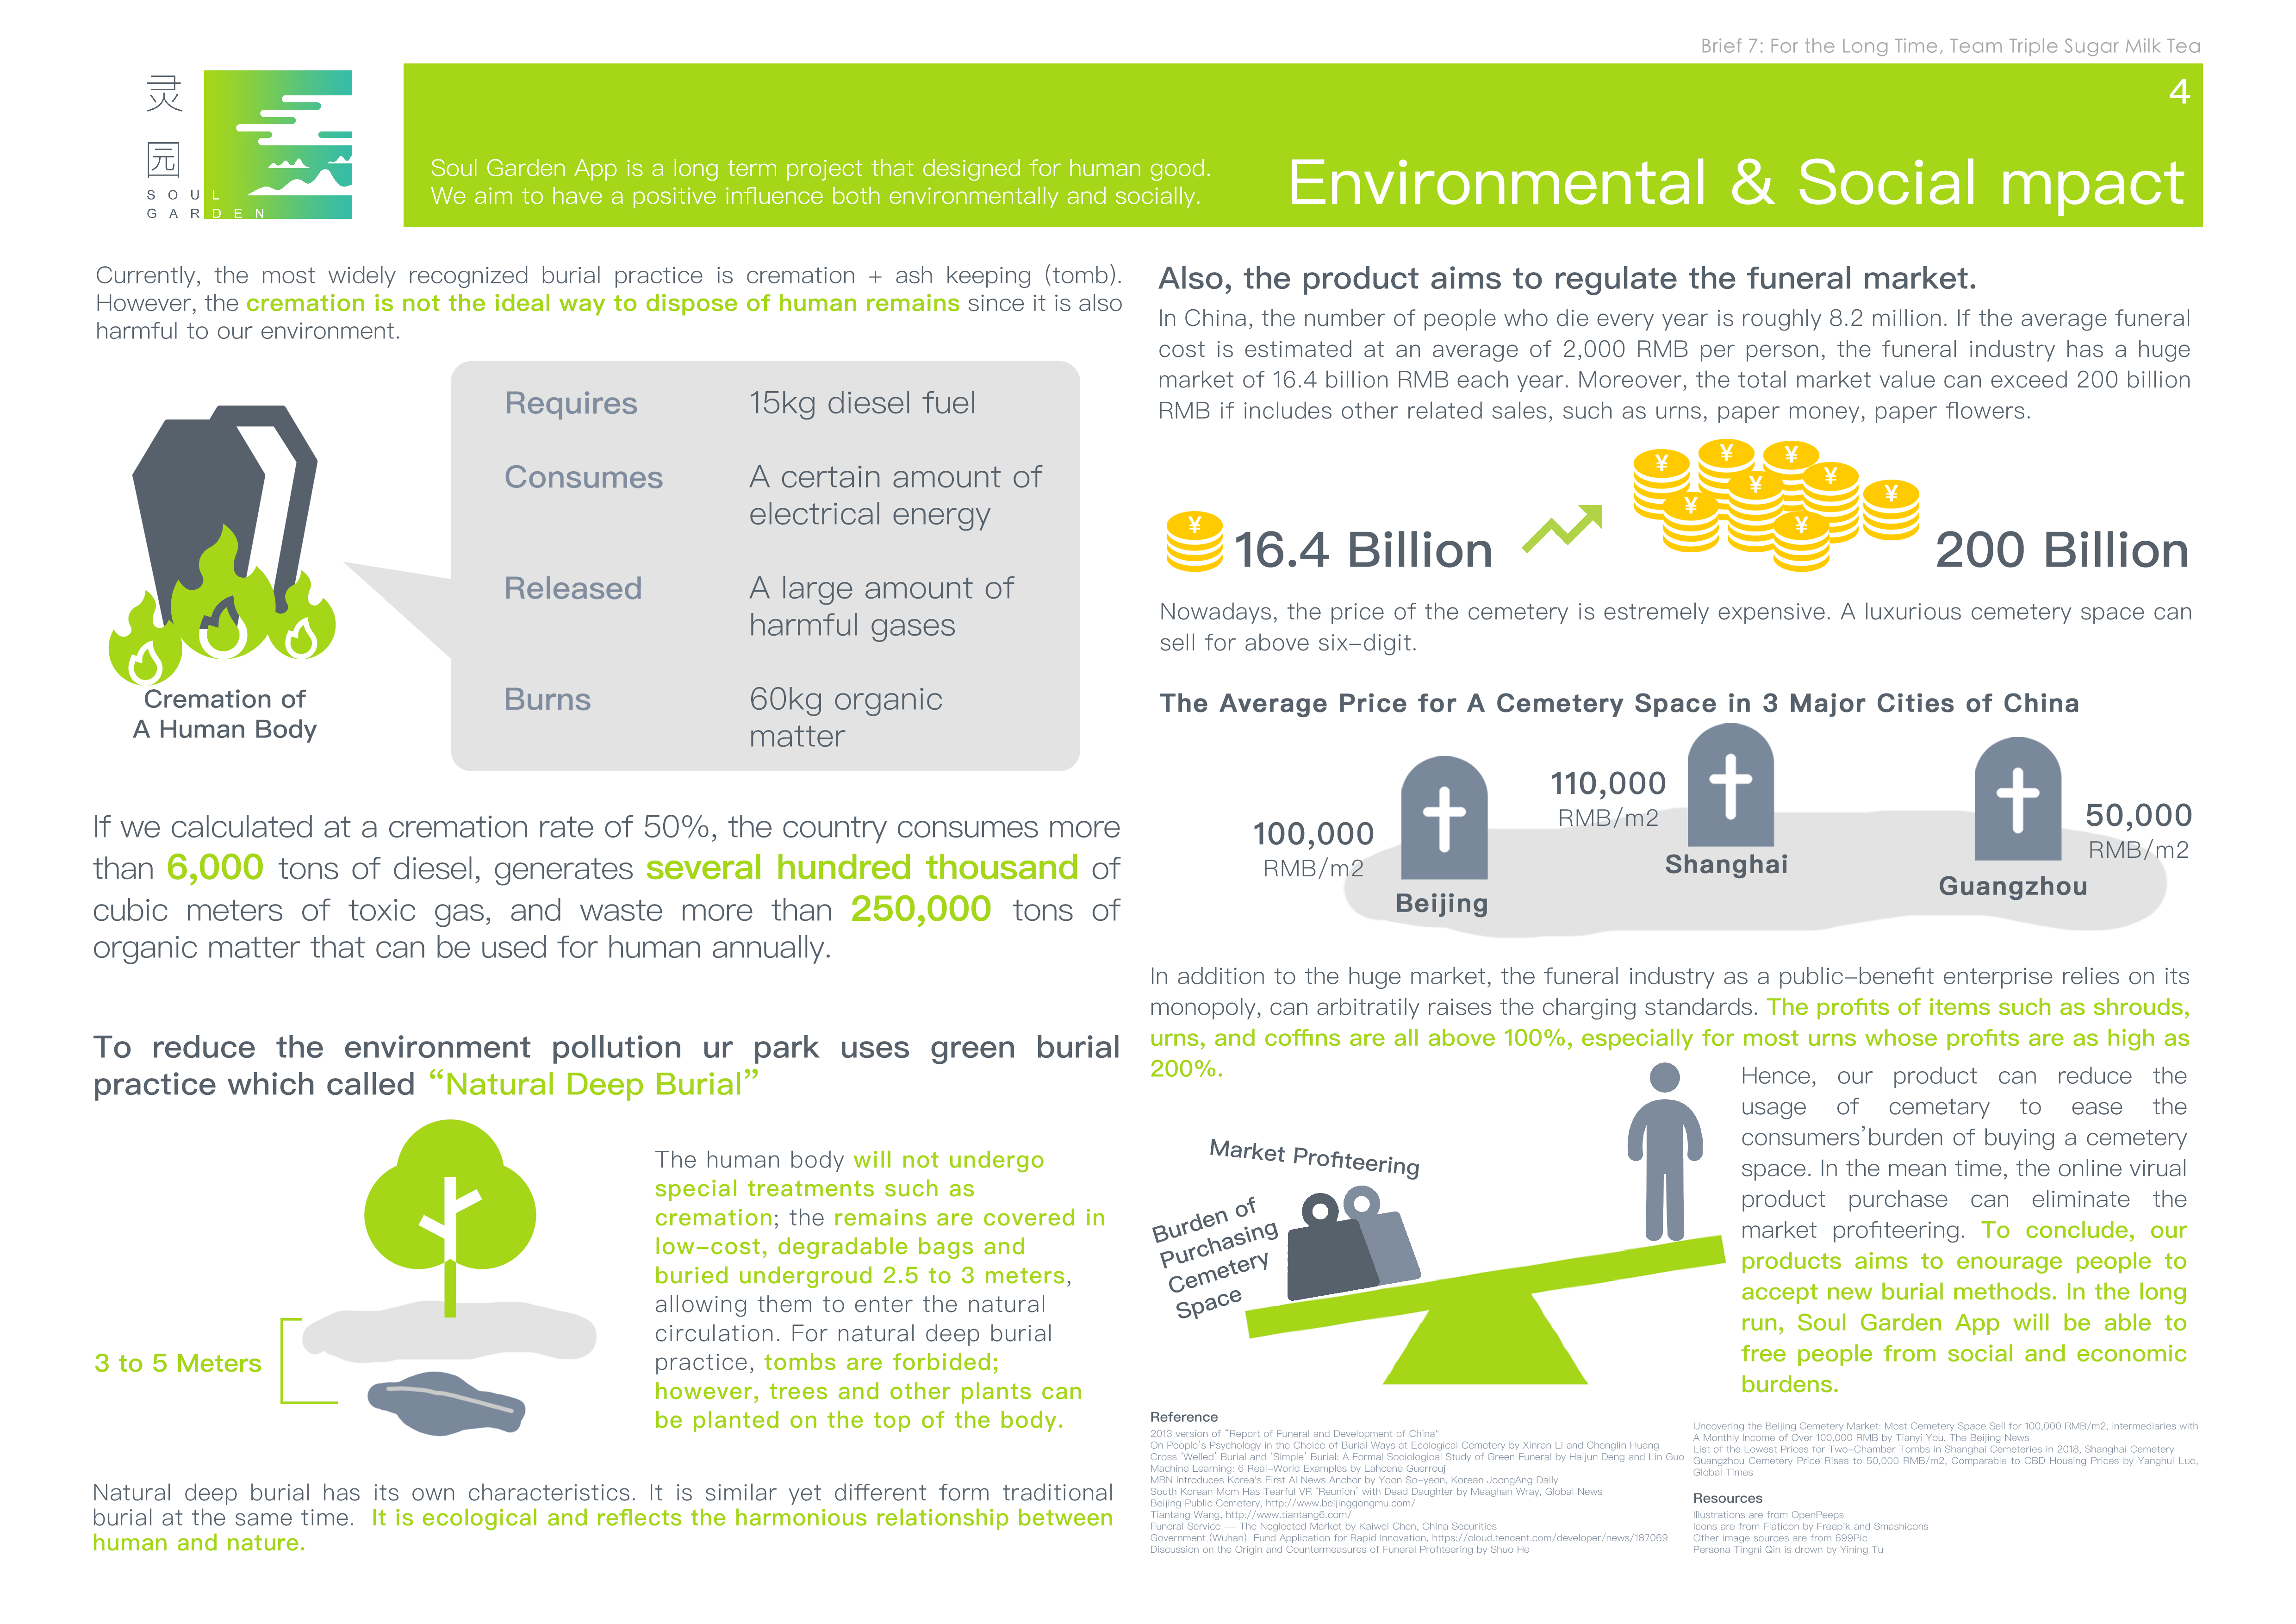 Brief 7: For the Long Time, Team Triple Sugar Milk Tea
灵
园
SOUL
GARDEN
4
Soul Garden App is a long term project that designed for human good.
We aim to have a positive influence both environmentally and socially.
Environmental & Social mpact
Currently, the most widely recognized burial practice is cremation + ash keeping (tomb).
However, the cremation is not the ideal way to dispose of human remains since it is also
harmful to our environment.
Requires 15kg diesel fuel
Consumes A certain amount of
electrical energy
Released A large amount of
harmful gases
Burns 60kg organic
matter
Cremation of
A Human Body
If we calculated at a cremation rate of 50%, the country consumes more
than 6,000 tons of diesel, generates several hundred thousand of
cubic meters of toxic gas, and waste more than 250,000 tons of
organic matter that can be used for human annually.
To reduce the environment pollution ur park uses green burial
practice which called “Natural Deep Burial”
3 to 5 Meters
The human body will not undergo
special treatments such as
cremation; the remains are covered in
low-cost, degradable bags and
buried undergroud 2.5 to 3 meters,
allowing them to enter the natural
circulation. For natural deep burial
practice, tombs are forbided;
however, trees and other plants can
be planted on the top of the body.
Natural deep burial has its own characteristics. It is similar yet different form traditional
burial at the same time. It is ecological and reflects the harmonious relationship between
human and nature.
Also, the product aims to regulate the funeral market.
In China, the number of people who die every year is roughly 8.2 million. If the average funeral
cost is estimated at an average of 2,000 RMB per person, the funeral industry has a huge
market of 16.4 billion RMB each year. Moreover, the total market value can exceed 200 billion
RMB if includes other related sales, such as urns, paper money, paper flowers.
¥ 16.4 Billion
¥ ¥ ¥ ¥ ¥ ¥ ¥ ¥ 200 Billion
Nowadays, the price of the cemetery is estremely expensive. A luxurious cemetery space can
sell for above six-digit.
The Average Price for A Cemetery Space in 3 Major Cities of China
100,000
RMB/m2
Beijing
110,000
RMB/m2
Shanghai
50,000
RMB/m2
Guangzhou
In addition to the huge market, the funeral industry as a public-benefit enterprise relies on its
monopoly, can arbitratily raises the charging standards. The profits of items such as shrouds,
urns, and coffins are all above 100%, especially for most urns whose profits are as high as
200%.
Market Profiteering
Burden of
Purchasing
Cemetery
Space
Hence, our product can reduce the
usage of cemetary to ease the
consumers’burden of buying a cemetery
space. In the mean time, the online virual
product purchase can eliminate the
market profiteering. To conclude, our
products aims to enourage people to
accept new burial methods. In the long
run, Soul Garden App will be able to
free people from social and economic
burdens.
Reference
2013 version of "Report of Funeral and Development of China"
On People's Psychology in the Choice of Burial Ways at Ecological Cemetery by Xinran Li and Chenglin Huang
Cross 'Welled' Burial and 'Simple' Burial: A Formal Sociological Study of Green Funeral by Haijun Deng and Lin Guo
Machine Learning: 6 Real-World Examples by Lahcene Guerrouj
MBN Introduces Korea's First AI News Anchor by Yoon So-yeon, Korean JoongAng Daily
South Korean Mom Has Tearful VR 'Reunion' with Dead Daughter by Meaghan Wray, Global News
Beijing Public Cemetery, http://www.beijinggongmu.com/
Tiantang Wang, http://www.tiantang6.com/
Funeral Service -- The Neglected Market by Kaiwei Chen, China Securities
Government (Wuhan) Fund Application for Rapid Innovation, https://cloud.tencent.com/developer/news/187069
Discussion on the Origin and Countermeasures of Funeral Profiteering by Shuo He
Uncovering the Beijing Cemetery Market: Most Cemetery Space Sell for 100,000 RMB/m2, Intermediaries with
A Monthly Income of Over 100,000 RMB by Tianyi You, The Beijing News
List of the Lowest Prices for Two-Chamber Tombs in Shanghai Cemeteries in 2018, Shanghai Cemetery
Guangzhou Cemetery Price Rises to 50,000 RMB/m2, Comparable to CBD Housing Prices by Yanghui Luo,
Global Times
Resources
Illustrations are from OpenPeeps
Icons are from Flaticon by Freepik and Smashicons
Other image sources are from 699Pic
Persona Tingni Qin is drown by Yining Tu